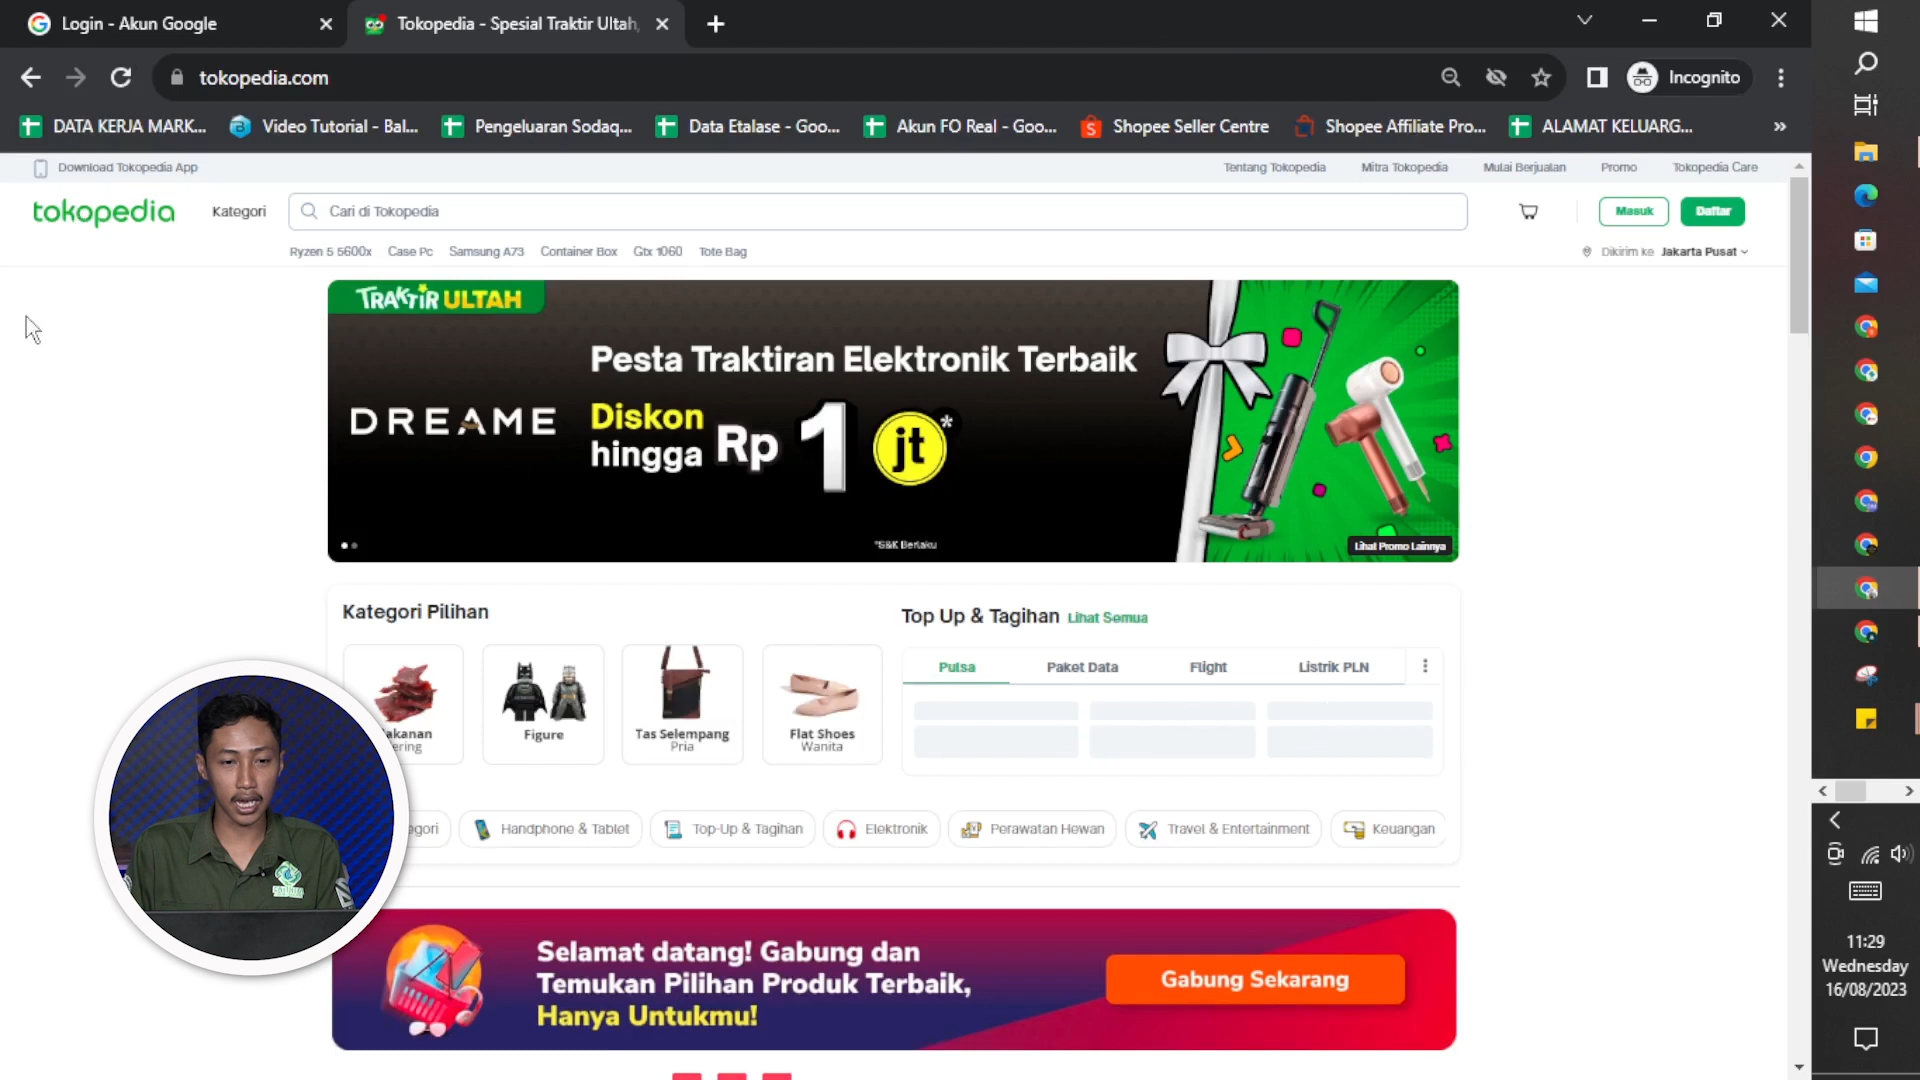 Login - Akun Google
Tokopedia - Spesial Traktir Ultah,
tokopedia.com
Incognito
DATA KERJA MARK...
Video Tutorial - Bal...
Pengeluaran Sodaq...
Data Etalase - Goo...
Akun FO Real - Goo...
Shopee Seller Centre
Shopee Affiliate Pro...
ALAMAT KELUARG...
Download Tokopedia App
Tentang Tokopedia
Mitra Tokopedia
Mulai Berjualan
Promo
Tokopedia Care
tokopedia
Kategori
Cari di Tokopedia
Masuk
Daftar
Ryzen 5 5600x
Case Pc
Samsung A73
Container Box
Gtx 1060
Tote Bag
Dikirim ke Jakarta Pusat
TRAKTIR ULTAH
DREAME
Pesta Traktiran Elektronik Terbaik
Diskon
hingga Rp 1 jt*
*S&K Berlaku
Lihat Promo Lainnya
Kategori Pilihan
Top Up & Tagihan Lihat Semua
Pulsa
Paket Data
Flight
Listrik PLN
akanan
ering
Figure
Tas Selempang
Pria
Flat Shoes
Wanita
egori
Handphone & Tablet
Top-Up & Tagihan
Elektronik
Perawatan Hewan
Travel & Entertainment
Keuangan
Selamat datang! Gabung dan
Temukan Pilihan Produk Terbaik,
Hanya Untukmu!
Gabung Sekarang
11:29
Wednesday
16/08/2023